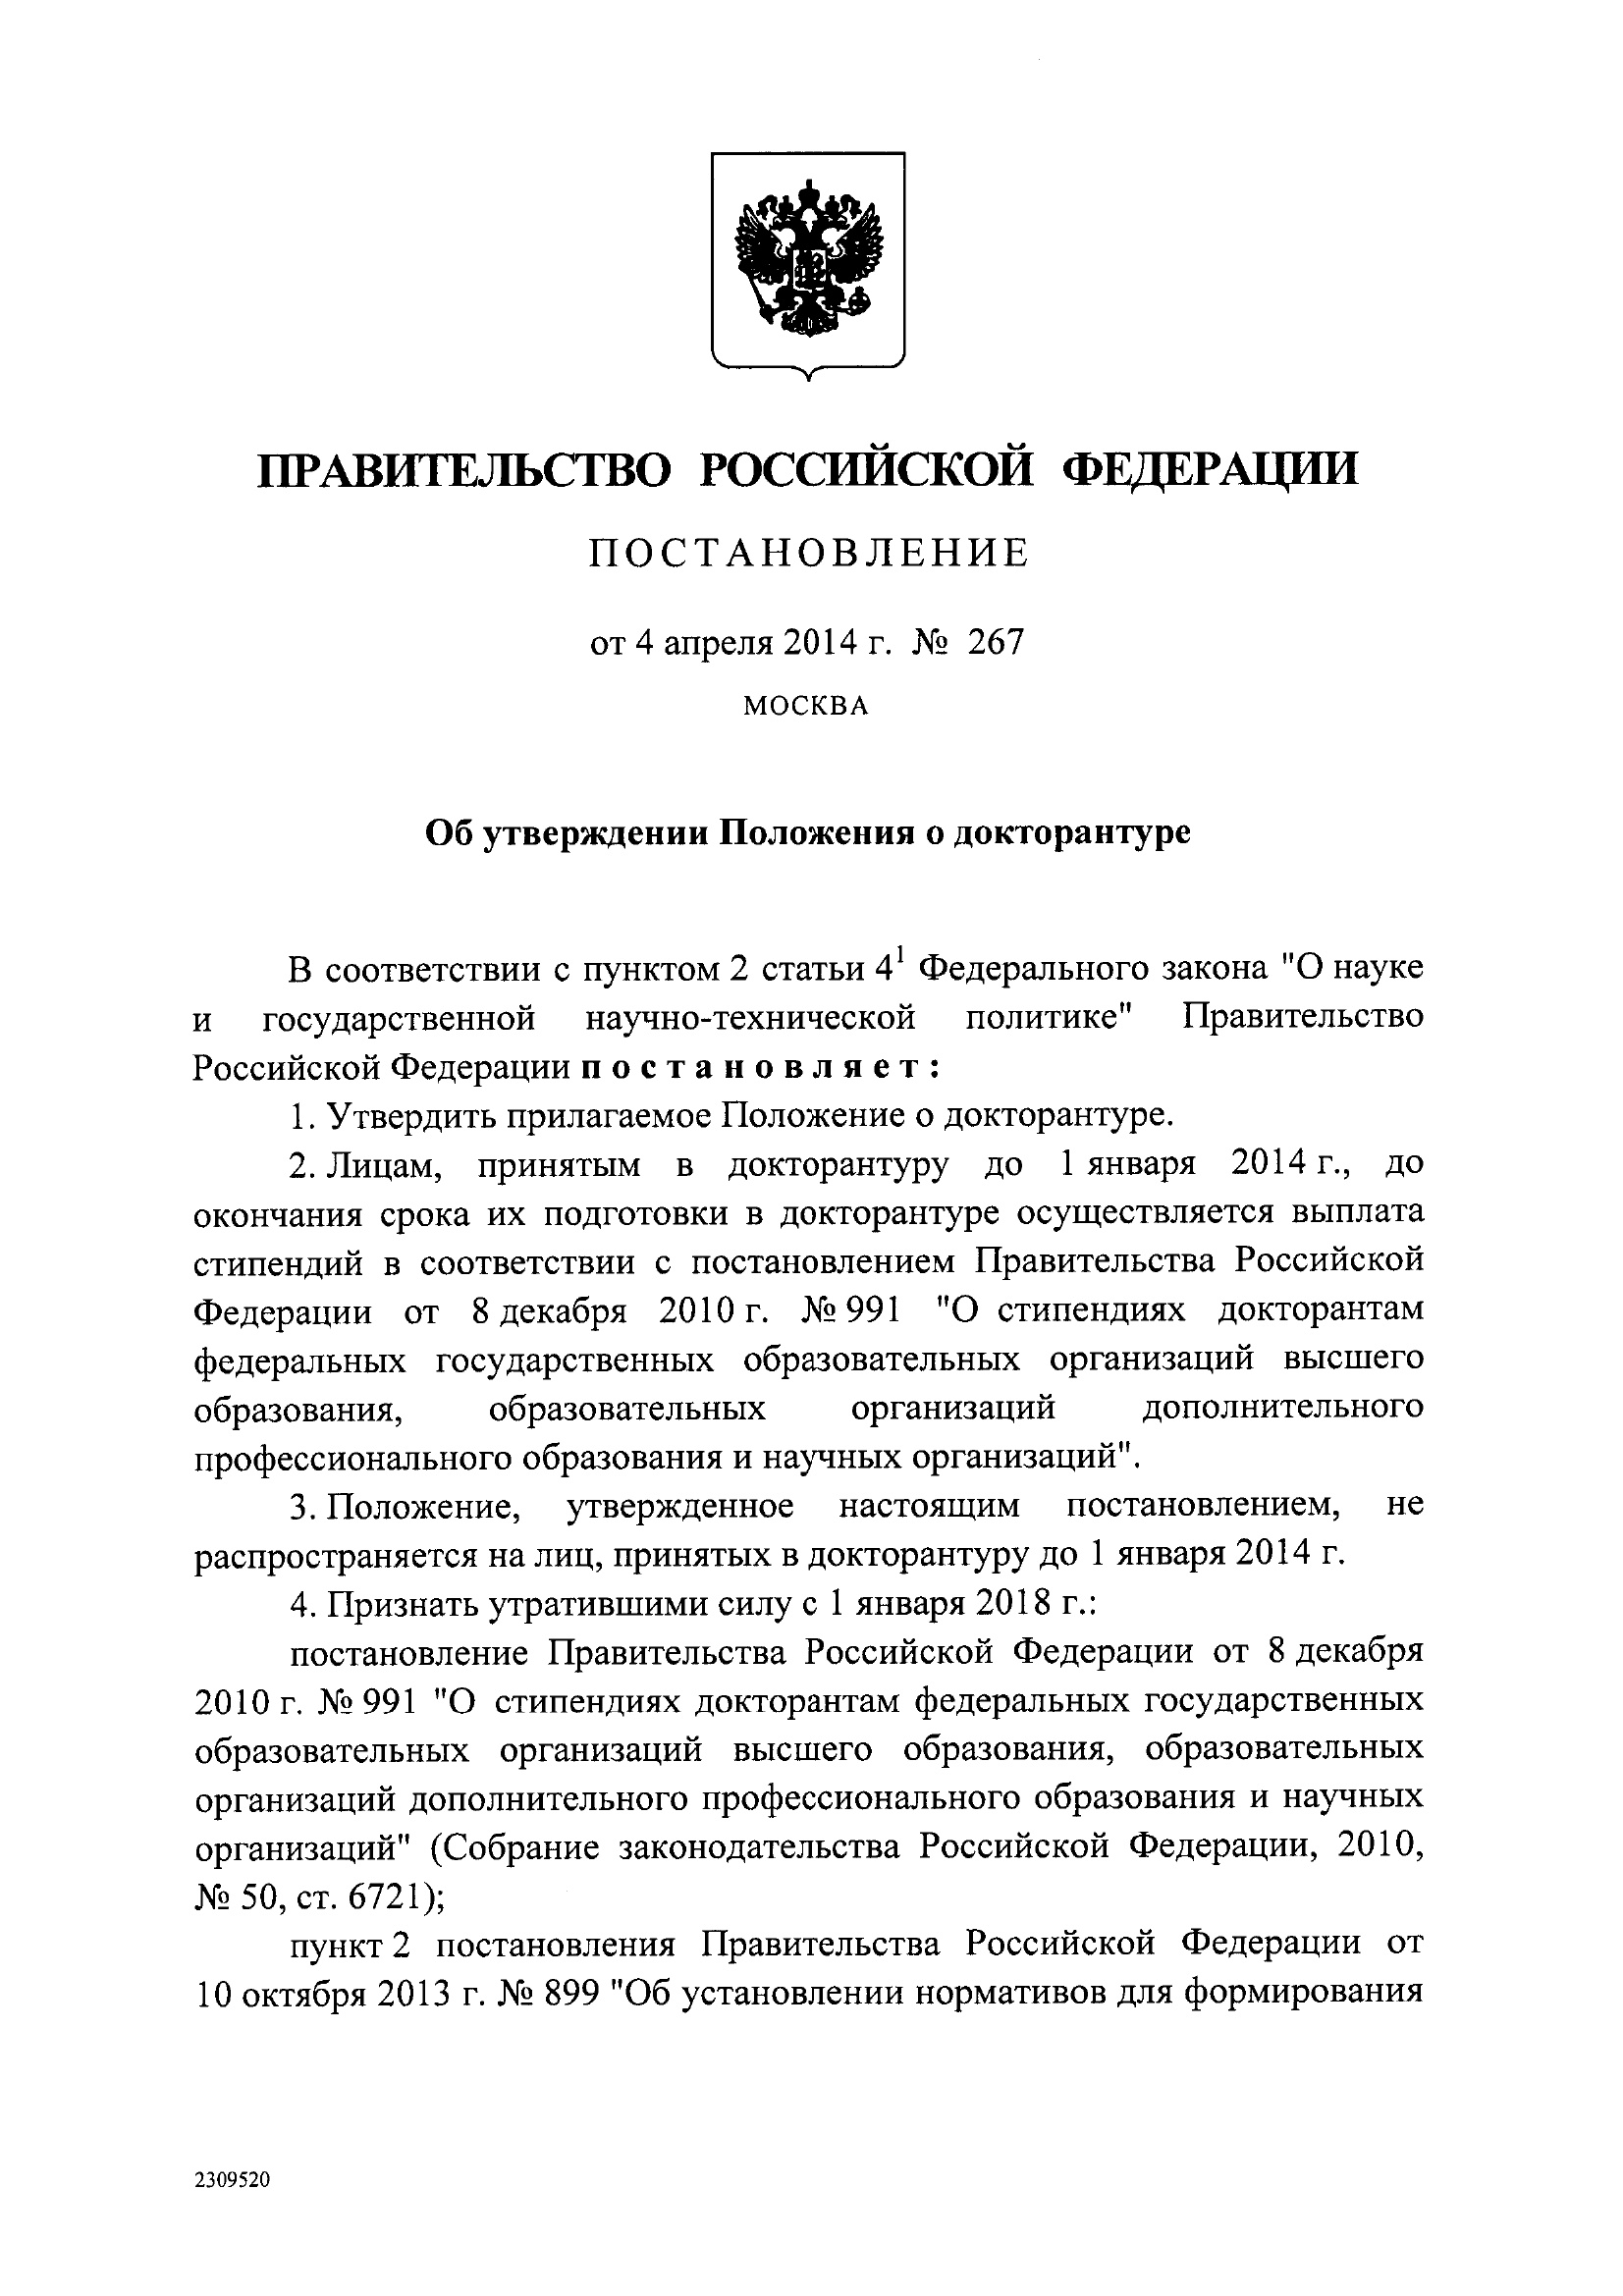 ПРАВИТЕЛЬСТВО РОССИЙСКОЙ ФЕДЕРАЦИИ
ПОСТАНОВЛЕНИЕ
от 4 апреля 2014 г. № 267
МОСКВА
Об утверждении Положения о докторантуре
В соответствии с пунктом 2 статьи 4¹ Федерального закона "О науке
и государственной научно-технической политике" Правительство
Российской Федерации п о с т а н о в л я е т :
1. Утвердить прилагаемое Положение о докторантуре.
2. Лицам, принятым в докторантуру до 1 января 2014 г., до
окончания срока их подготовки в докторантуре осуществляется выплата
стипендий в соответствии с постановлением Правительства Российской
Федерации от 8 декабря 2010 г. № 991 "О стипендиях докторантам
федеральных государственных образовательных организаций высшего
образования, образовательных организаций дополнительного
профессионального образования и научных организаций".
3. Положение, утвержденное настоящим постановлением, не
распространяется на лиц, принятых в докторантуру до 1 января 2014 г.
4. Признать утратившими силу с 1 января 2018 г.:
постановление Правительства Российской Федерации от 8 декабря
2010 г. № 991 "О стипендиях докторантам федеральных государственных
образовательных организаций высшего образования, образовательных
организаций дополнительного профессионального образования и научных
организаций" (Собрание законодательства Российской Федерации, 2010,
№ 50, ст. 6721);
пункт 2 постановления Правительства Российской Федерации от
10 октября 2013 г. № 899 "Об установлении нормативов для формирования
2309520